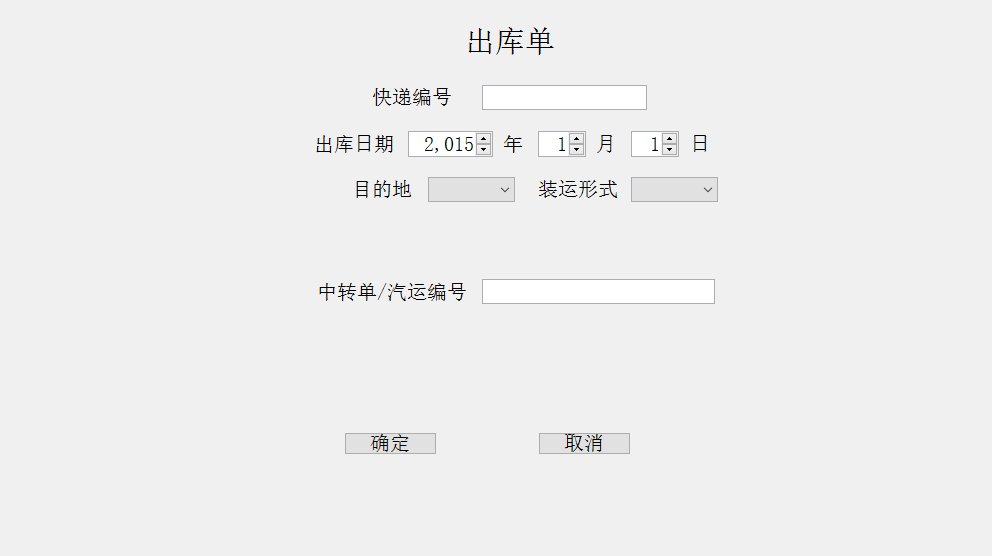 出库单
快递编号
出库日期 2,015 年 1 月 1 日
目的地 装运形式
中转单/汽运编号
确定 取消